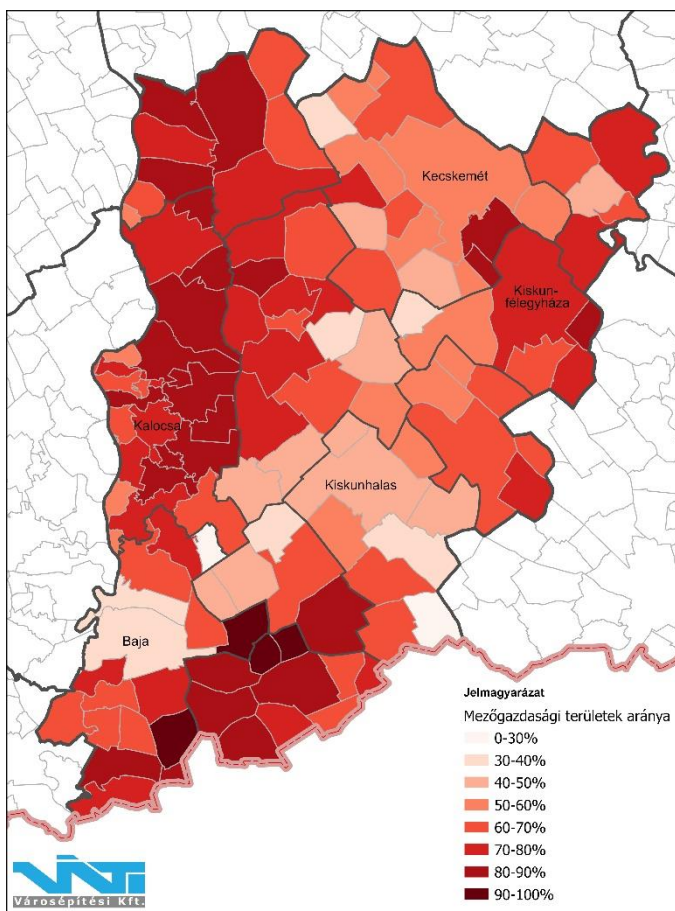 Kecskemét
Kiskun-
félegyháza
Kalocsa
Kiskunhalas
Baja
Jelmagyarázat
Mezőgazdasági területek aránya
0-30%
30-40%
40-50%
50-60%
60-70%
70-80%
80-90%
90-100%
VÁTI
Városépítési Kft.